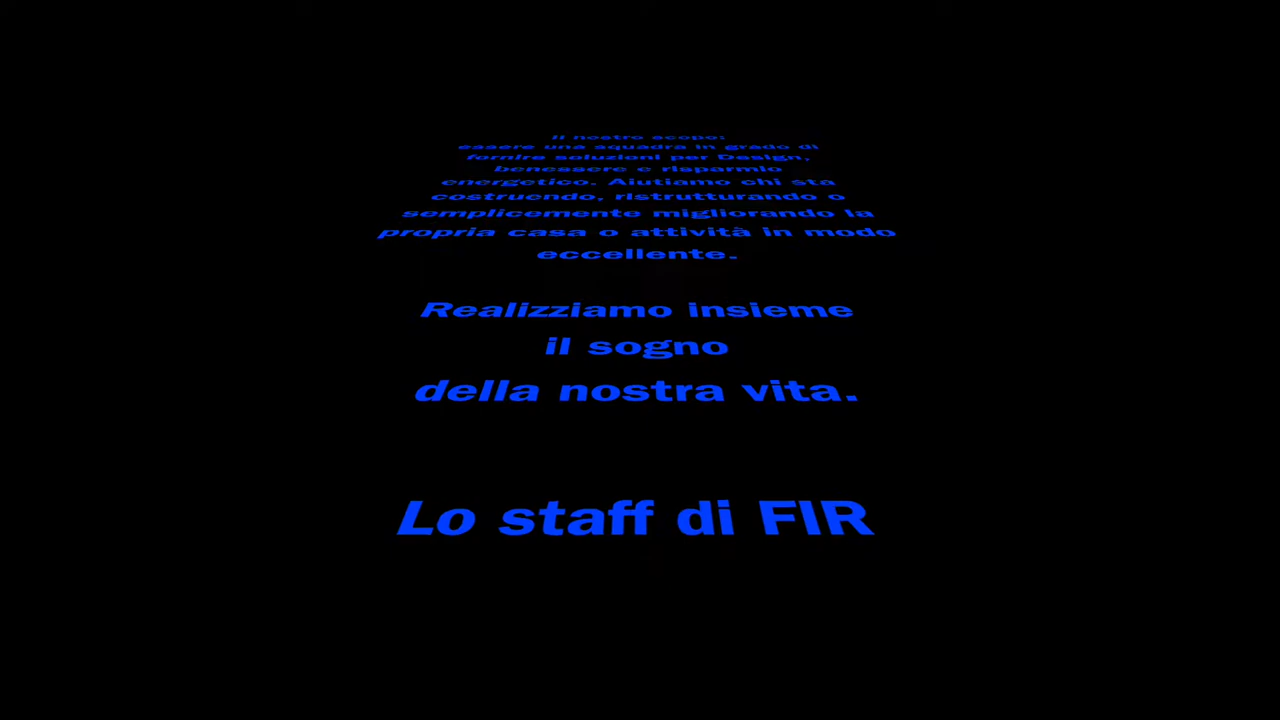 Il nostro scopo:
essere una squadra in grado di
fornire soluzioni per Design,
benessere e risparmio
energetico. Aiutiamo chi sta
costruendo, ristrutturando o
semplicemente migliorando la
propria casa o attività in modo
eccellente.
Realizziamo insieme
il sogno
della nostra vita.
Lo staff di FIR